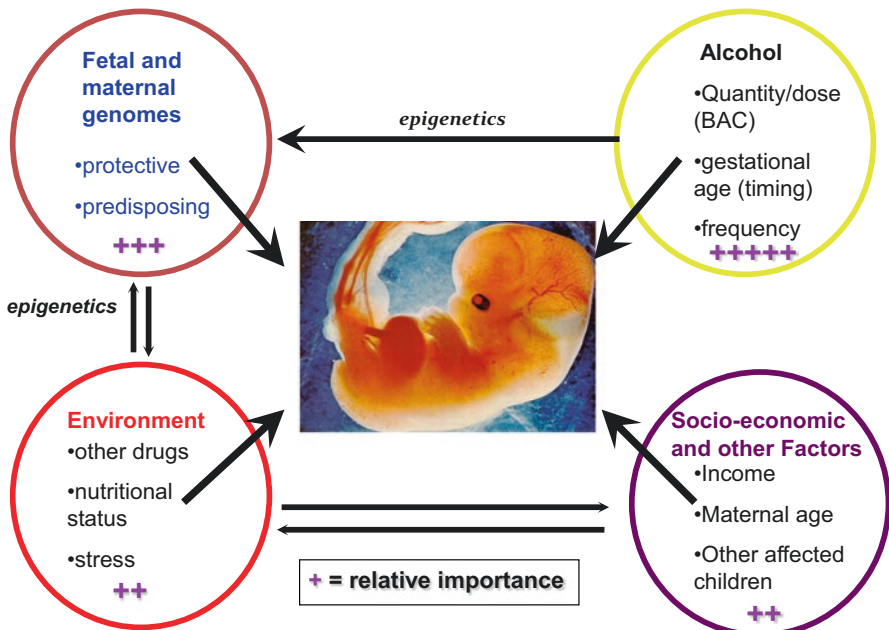 Fetal and
maternal
genomes
•protective
•predisposing
+++
epigenetics
Alcohol
•Quantity/dose
(BAC)
•gestational
age (timing)
•frequency
+++++
epigenetics
Environment
•other drugs
•nutritional
status
•stress
++
Socio-economic
and other Factors
•Income
•Maternal age
•Other affected
children
++
+ = relative importance